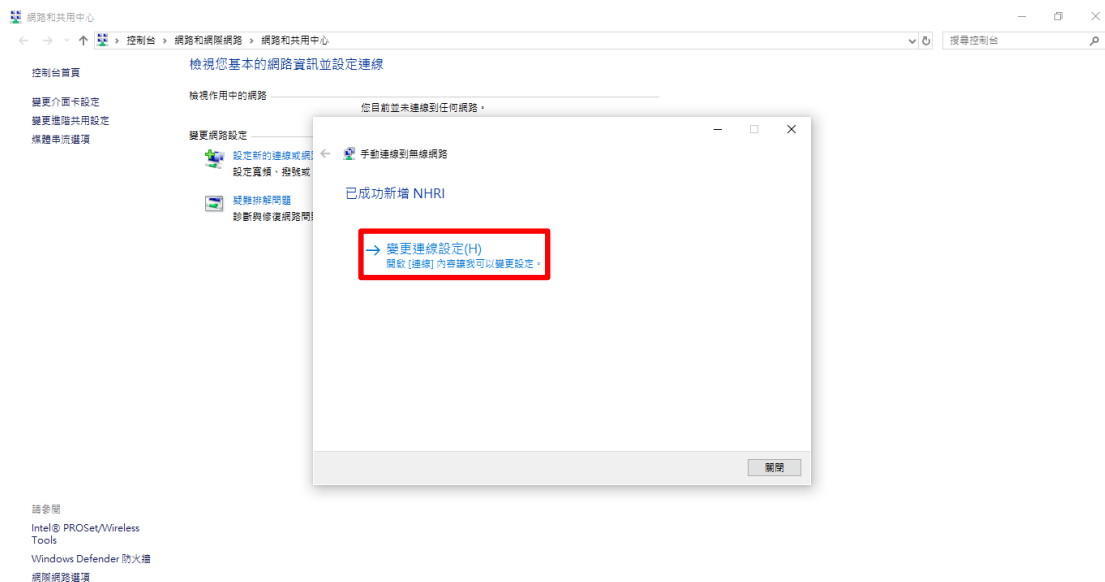 網路和共用中心
控制台 › 網路和網際網路 › 網路和共用中心
搜尋控制台
控制台首頁
變更介面卡設定
變更進階共用設定
媒體串流選項
檢視您基本的網路資訊並設定連線
檢視作用中的網路
您目前並未連線到任何網路。
變更網路設定
設定新的連線或網
設定寬頻、撥號或
疑難排解問題
診斷與修復網路問
手動連線到無線網路
已成功新增 NHRI
變更連線設定(H)
開啟 [連線] 內容讓我可以變更設定。
關閉
請參閱
Intel® PROSet/Wireless
Tools
Windows Defender 防火牆
網際網路選項